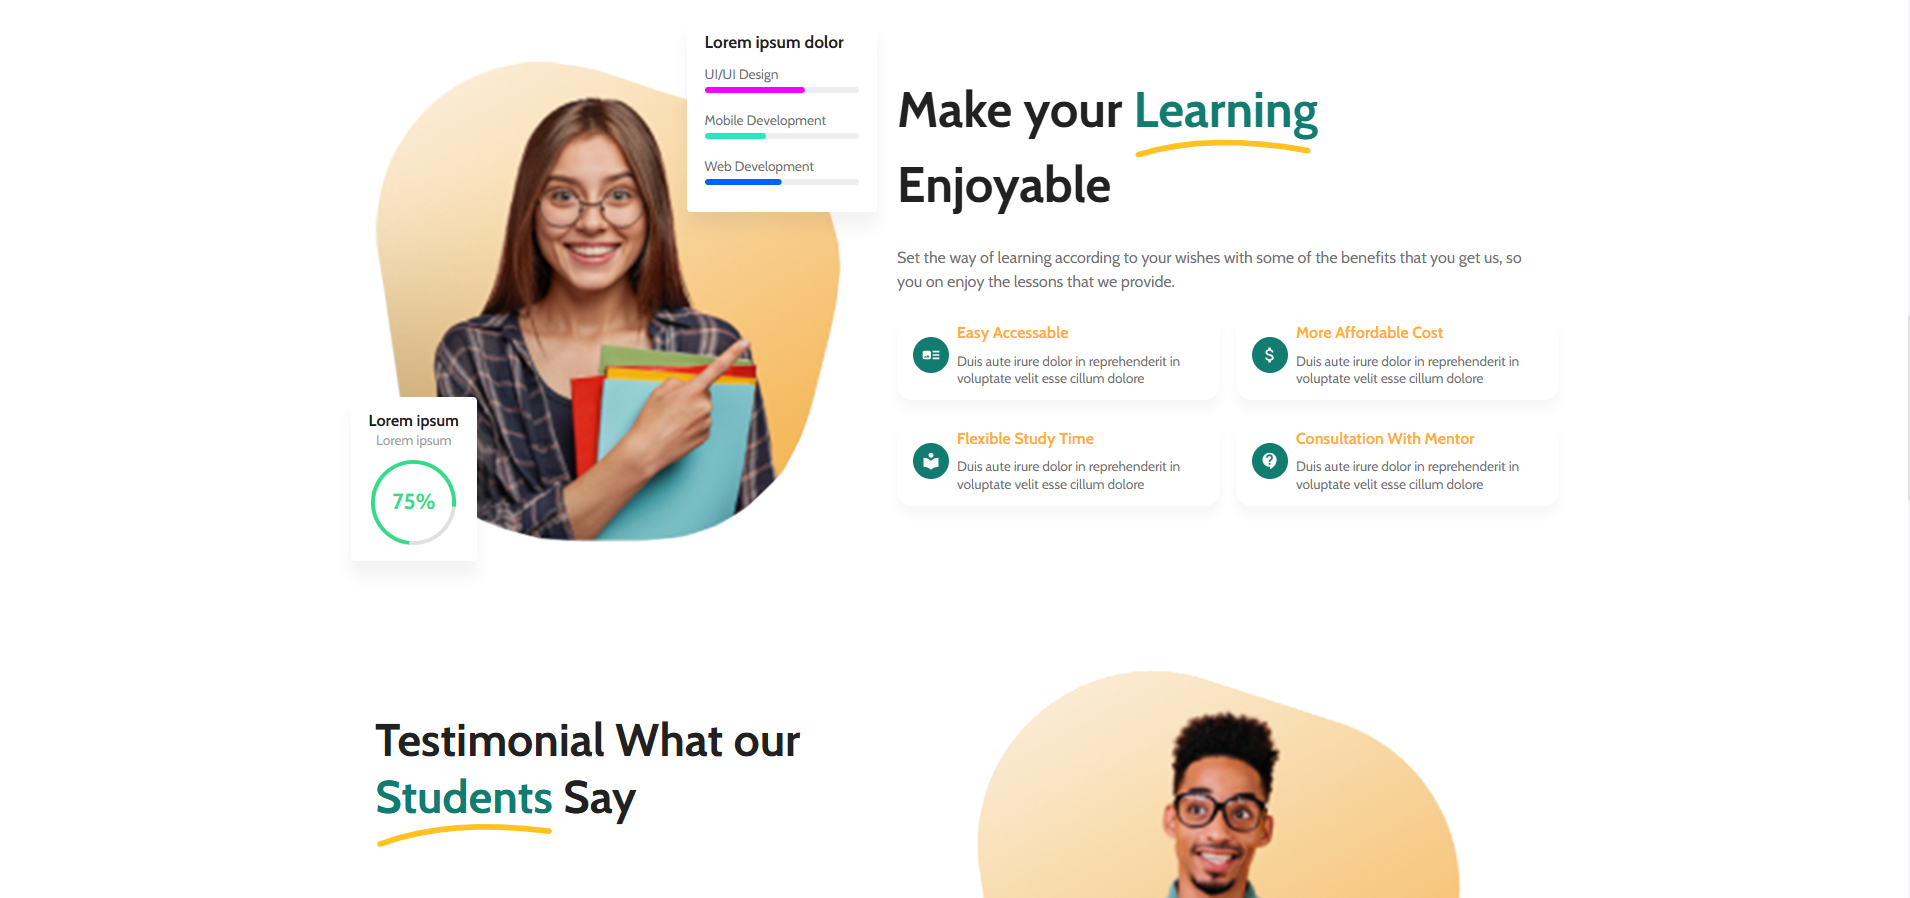 Lorem ipsum dolor
UI/UI Design
Mobile Development
Web Development
Lorem ipsum
Lorem ipsum
75%
Make your Learning
Enjoyable
Set the way of learning according to your wishes with some of the benefits that you get us, so
you on enjoy the lessons that we provide.
Easy Accessable
Duis aute irure dolor in reprehenderit in
voluptate velit esse cillum dolore
More Affordable Cost
Duis aute irure dolor in reprehenderit in
voluptate velit esse cillum dolore
Flexible Study Time
Duis aute irure dolor in reprehenderit in
voluptate velit esse cillum dolore
Consultation With Mentor
Duis aute irure dolor in reprehenderit in
voluptate velit esse cillum dolore
Testimonial What our
Students Say